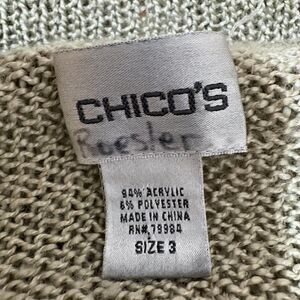 CHICO'S
Roesler
94% ACRYLIC
6% POLYESTER
MADE IN CHINA
RN# 79984
SIZE 3